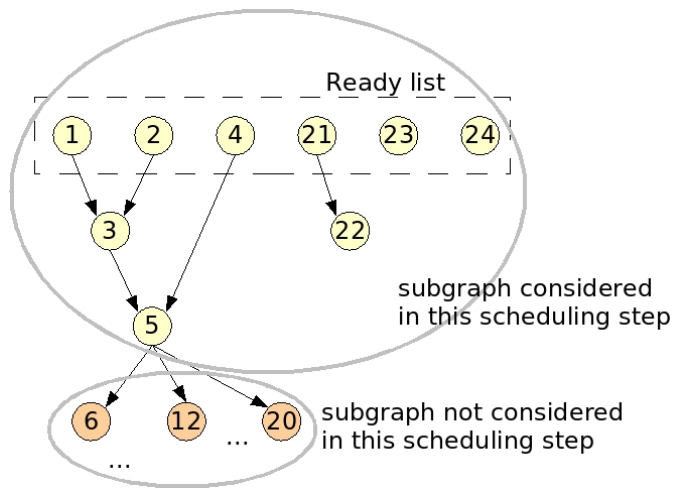 Ready list
1 2 4 21 23 24
3 22
subgraph considered
in this scheduling step
5
6 12 20
...
...
subgraph not considered
in this scheduling step